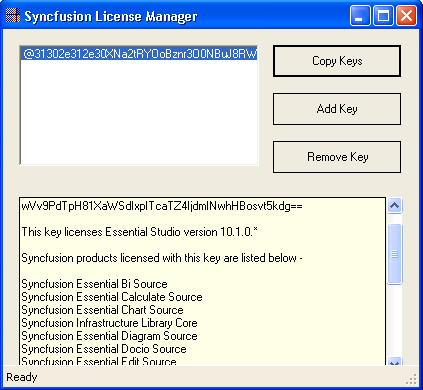 Syncfusion License Manager
@31302e312e30XNa2tRYOoBznr3O0NBuJ8RW
Copy Keys
Add Key
Remove Key
wVv9PdTpH81XaWSdIxpITcaTZ4IjdmlNwhHBosvt5kdg==
This key licenses Essential Studio version 10.1.0.*
Syncfusion products licensed with this key are listed below -
Syncfusion Essential Bi Source
Syncfusion Essential Calculate Source
Syncfusion Essential Chart Source
Syncfusion Infrastructure Library Core
Syncfusion Essential Diagram Source
Syncfusion Essential Docio Source
Syncfusion Essential Edit Source
Ready